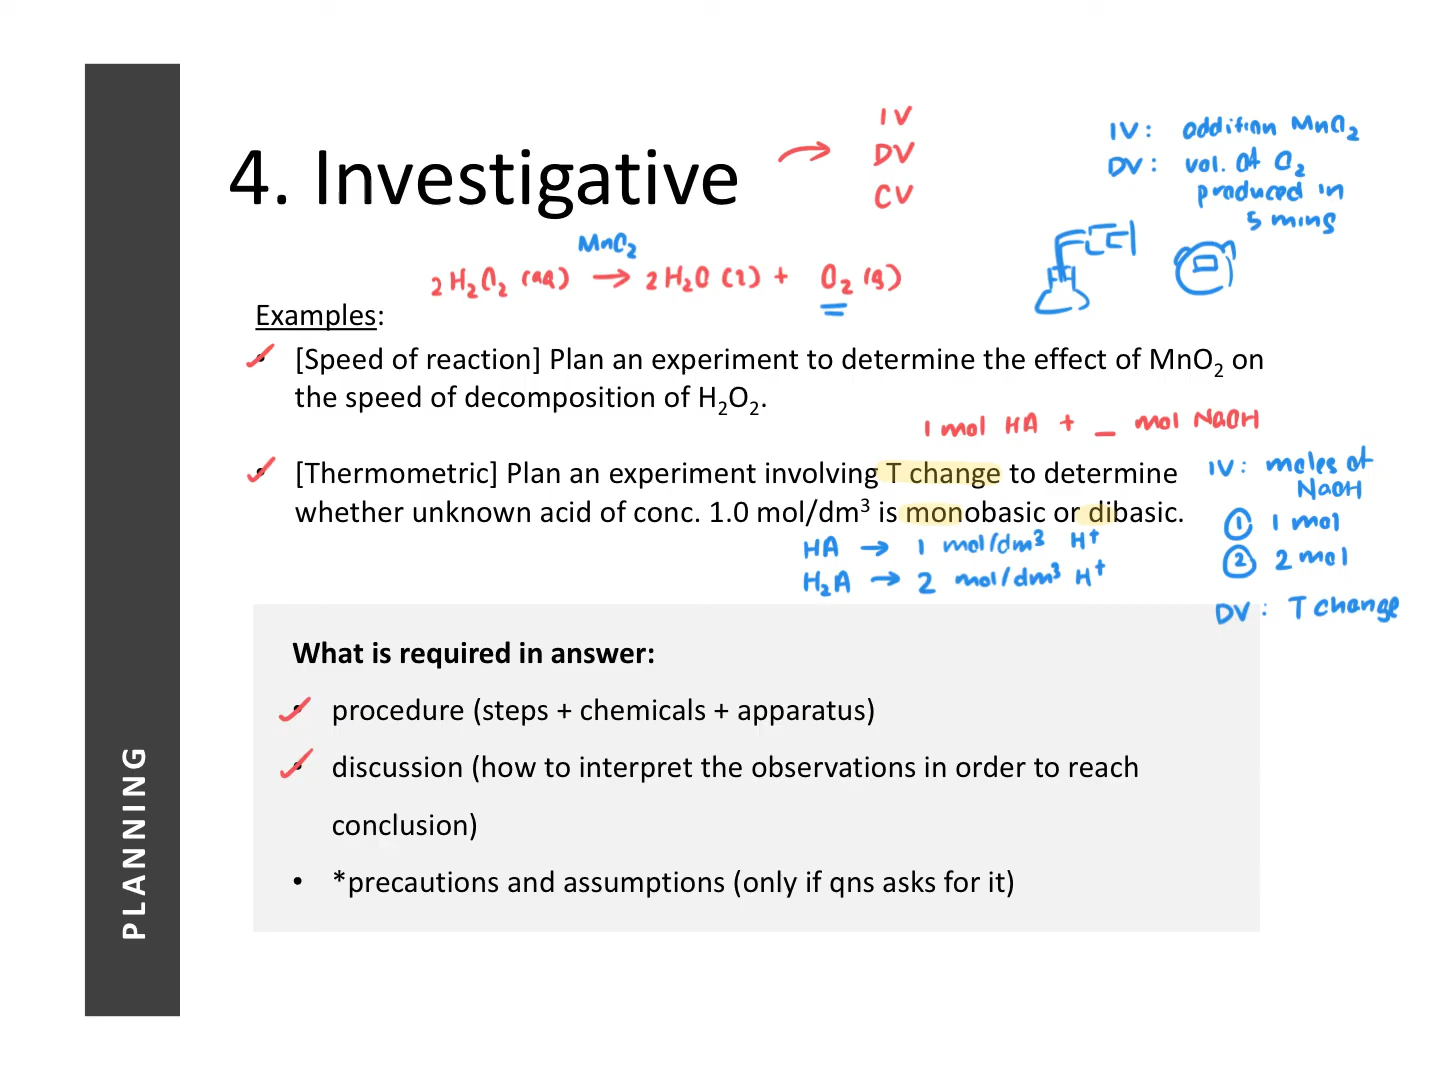 IV
4. Investigative → DV
CV
IV: addition MnO₂
DV: vol. of O₂
produced in
5 mins
MnO₂
2H₂O₂ (aq) → 2H₂O (l) + O₂ (g)
Examples:
• [Speed of reaction] Plan an experiment to determine the effect of MnO₂ on
the speed of decomposition of H₂O₂.
1 mol HA + _ mol NaOH
• [Thermometric] Plan an experiment involving T change to determine
whether unknown acid of conc. 1.0 mol/dm³ is monobasic or dibasic.
HA → 1 mol/dm³ H⁺
H₂A → 2 mol/dm³ H⁺
IV: moles of
NaOH
① 1 mol
② 2 mol
DV: T change
What is required in answer:
• procedure (steps + chemicals + apparatus)
• discussion (how to interpret the observations in order to reach
conclusion)
• *precautions and assumptions (only if qns asks for it)
PLANNING